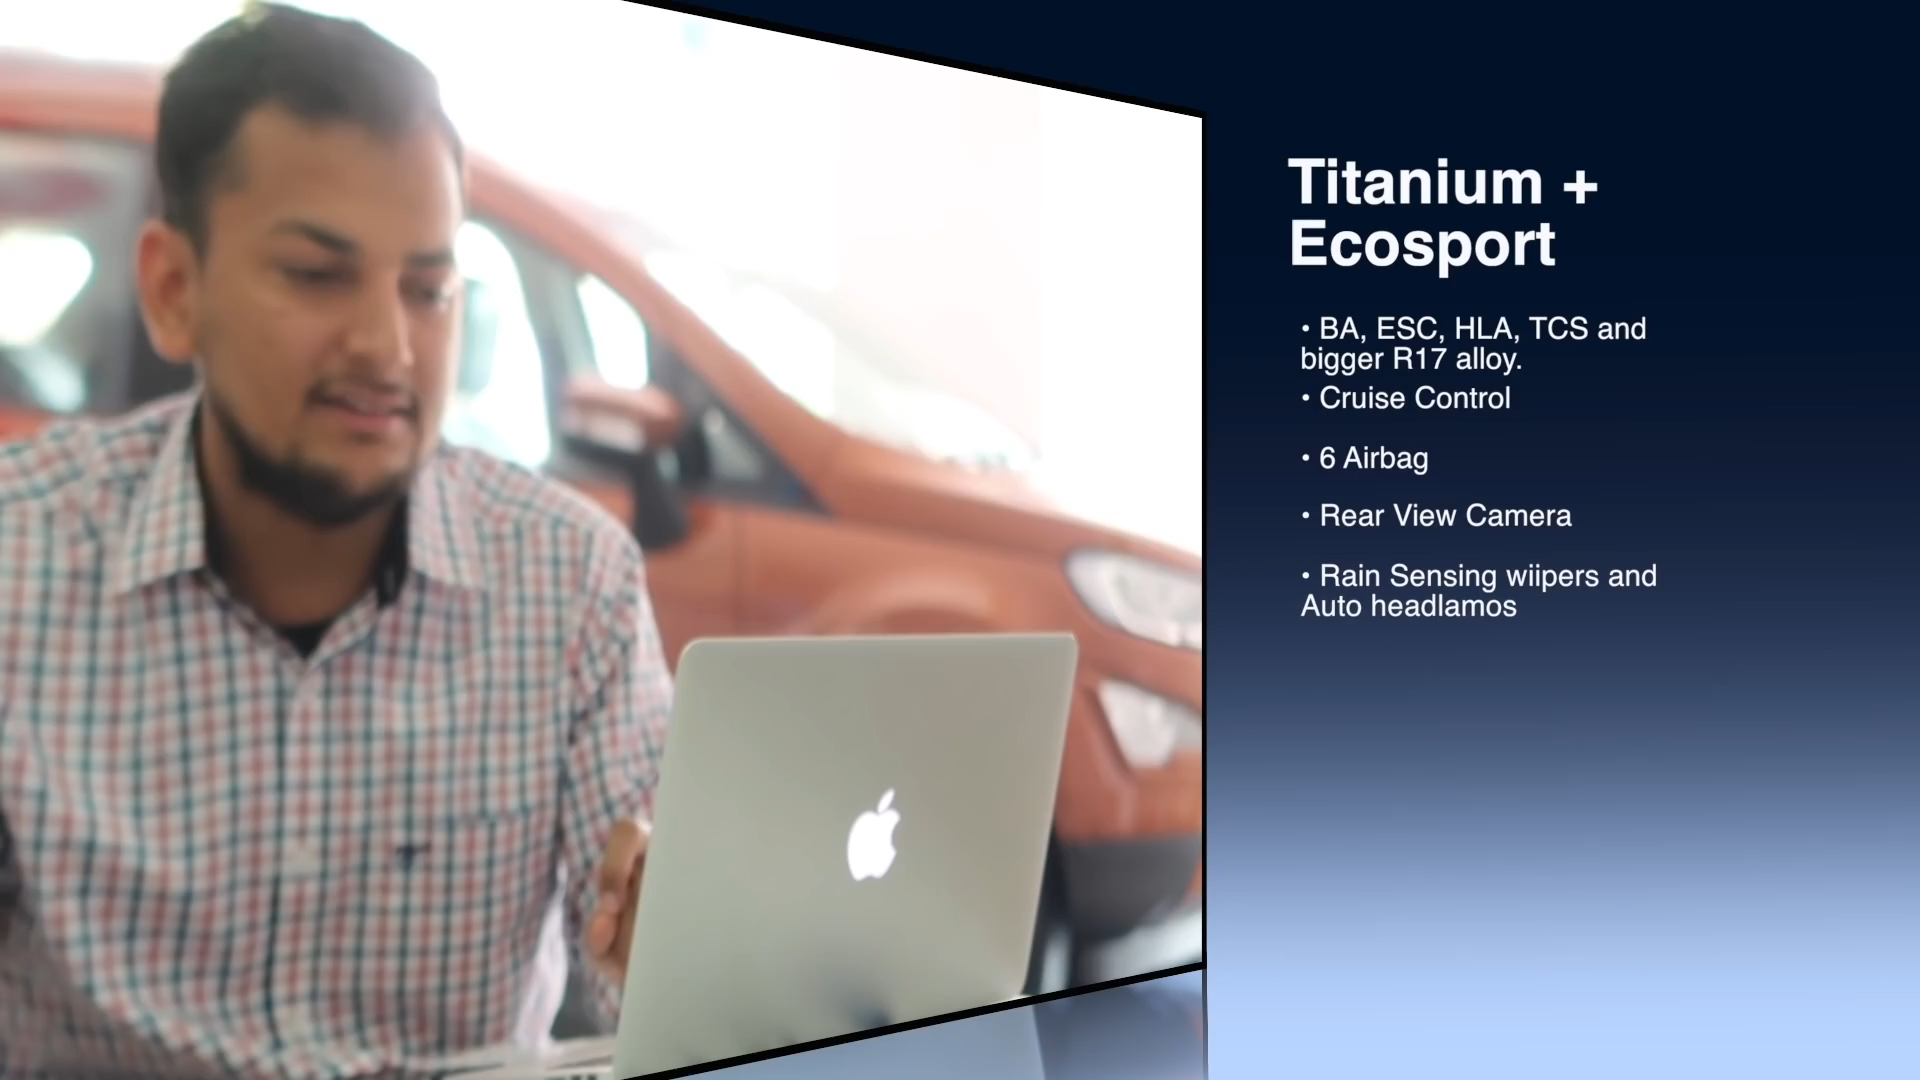 Titanium +
Ecosport
• BA, ESC, HLA, TCS and
bigger R17 alloy.
• Cruise Control
• 6 Airbag
• Rear View Camera
• Rain Sensing wiipers and
Auto headlamos